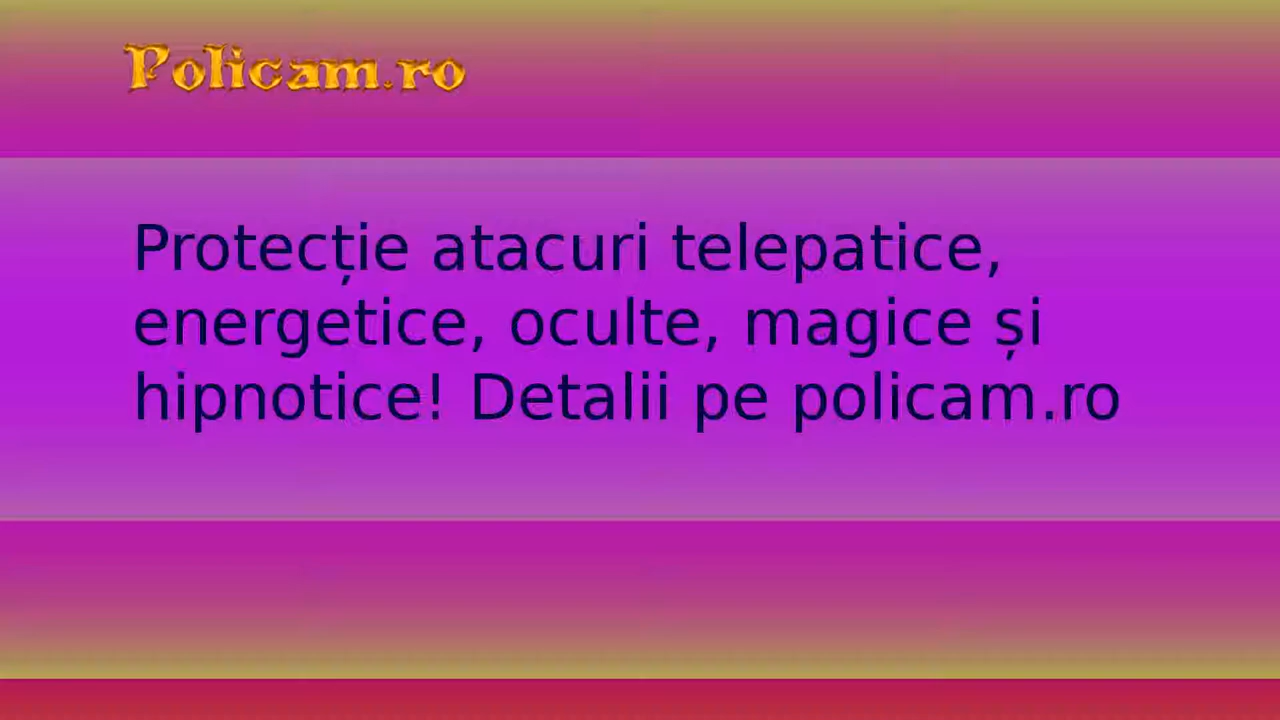 Policam.ro
Protecție atacuri telepatice,
energetice, oculte, magice și
hipnotice! Detalii pe policam.ro